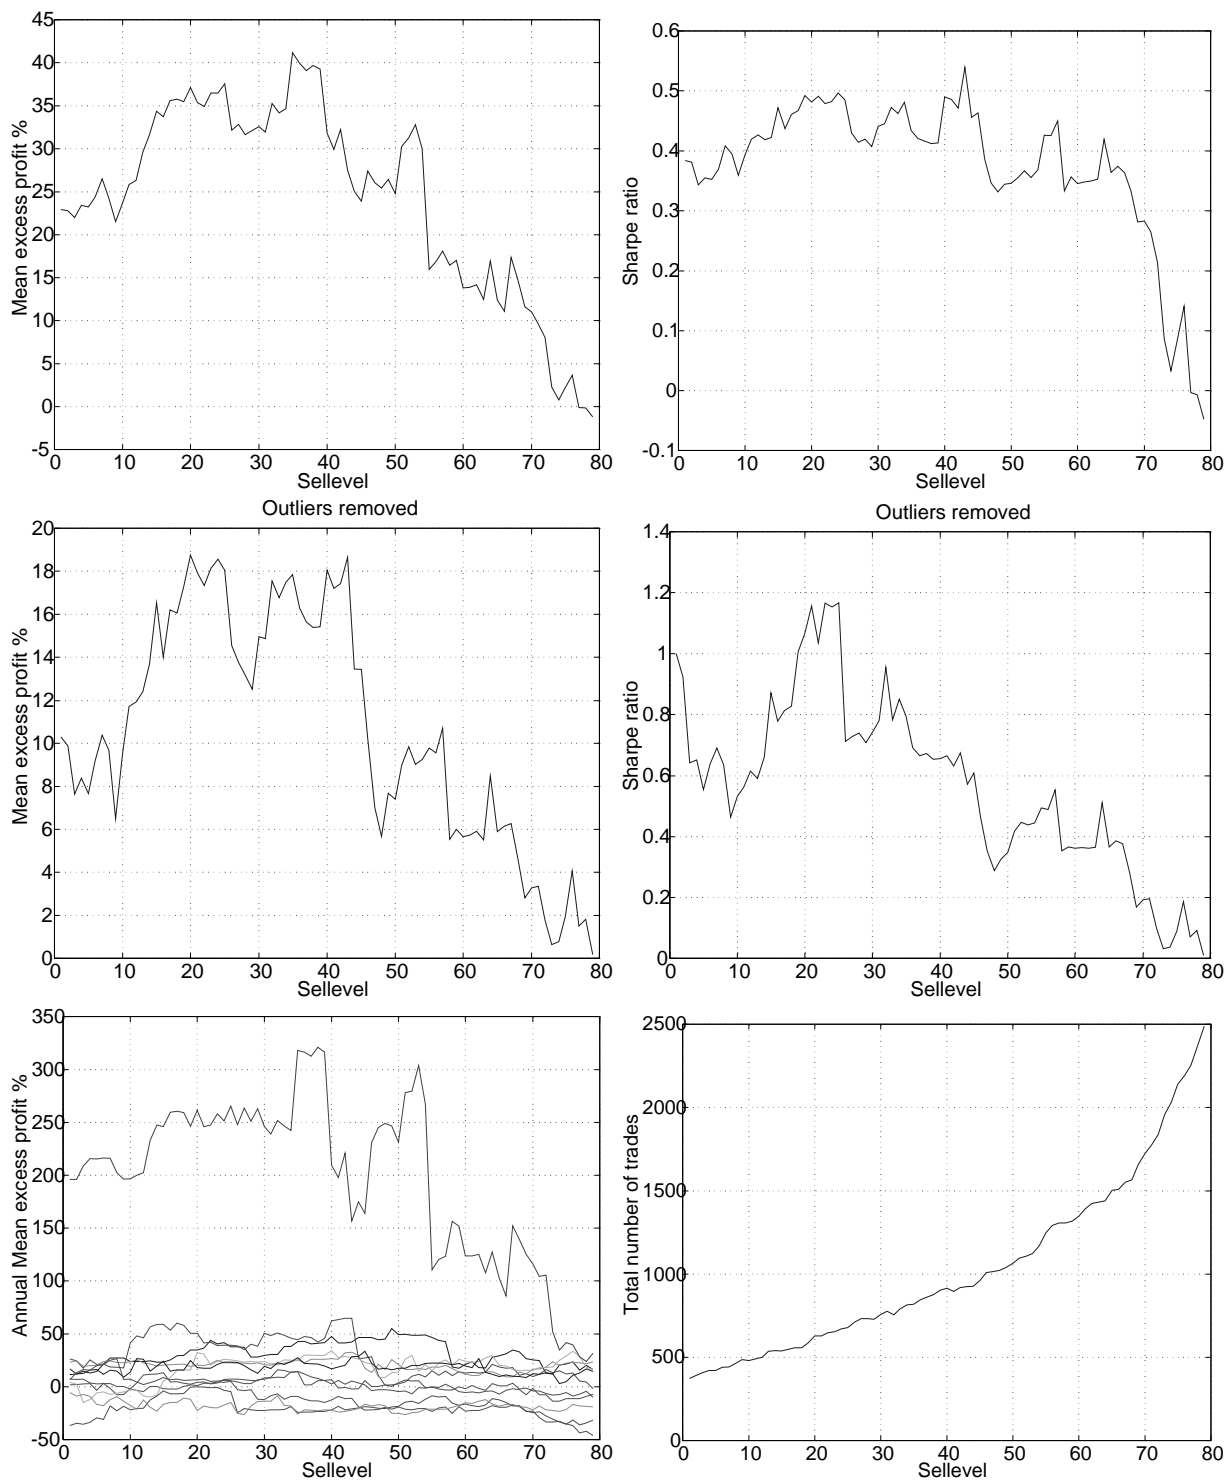 45
40
35
30
25
20
15
10
5
0
-5
Mean excess profit %
0 10 20 30 40 50 60 70 80
Sellevel
0.6
0.5
0.4
0.3
0.2
0.1
0
-0.1
Sharpe ratio
0 10 20 30 40 50 60 70 80
Sellevel
Outliers removed
20
18
16
14
12
10
8
6
4
2
0
Mean excess profit %
0 10 20 30 40 50 60 70 80
Sellevel
Outliers removed
1.4
1.2
1
0.8
0.6
0.4
0.2
0
Sharpe ratio
0 10 20 30 40 50 60 70 80
Sellevel
350
300
250
200
150
100
50
0
-50
Annual Mean excess profit %
0 10 20 30 40 50 60 70 80
Sellevel
2500
2000
1500
1000
500
0
Total number of trades
0 10 20 30 40 50 60 70 80
Sellevel